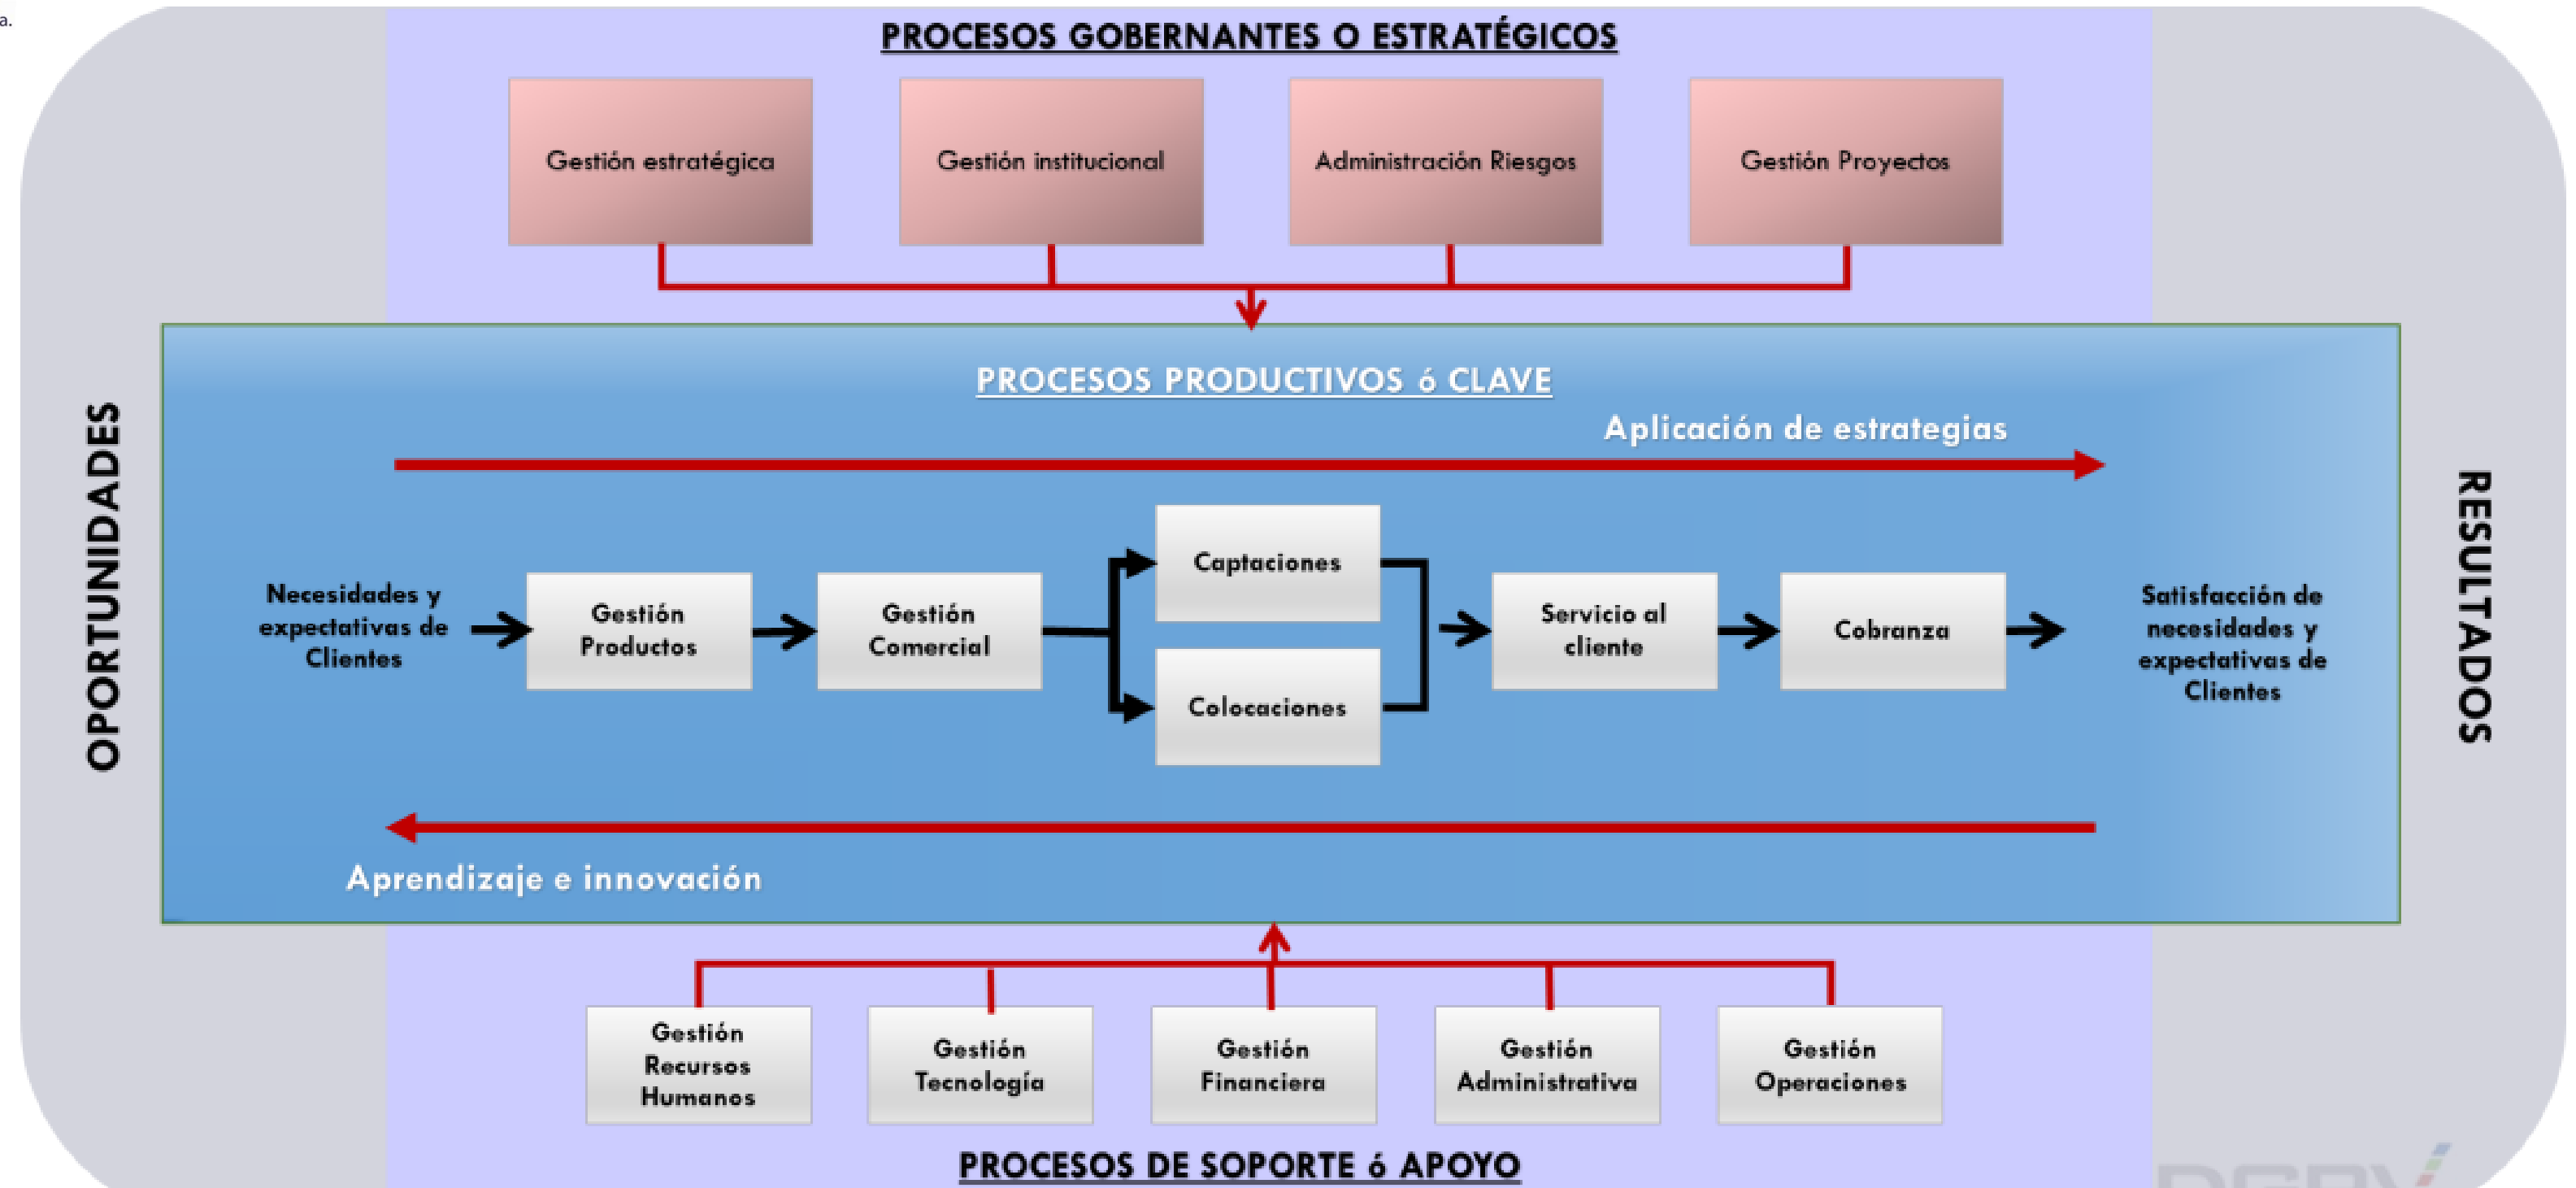 a.
PROCESOS GOBERNANTES O ESTRATÉGICOS
Gestión estratégica
Gestión institucional
Administración Riesgos
Gestión Proyectos
PROCESOS PRODUCTIVOS ó CLAVE
Aplicación de estrategias
OPORTUNIDADES
Necesidades y
expectativas de
Clientes
Gestión
Productos
Gestión
Comercial
Captaciones
Colocaciones
Servicio al
cliente
Cobranza
Satisfacción de
necesidades y
expectativas de
Clientes
RESULTADOS
Aprendizaje e innovación
Gestión
Recursos
Humanos
Gestión
Tecnología
Gestión
Financiera
Gestión
Administrativa
Gestión
Operaciones
PROCESOS DE SOPORTE ó APOYO